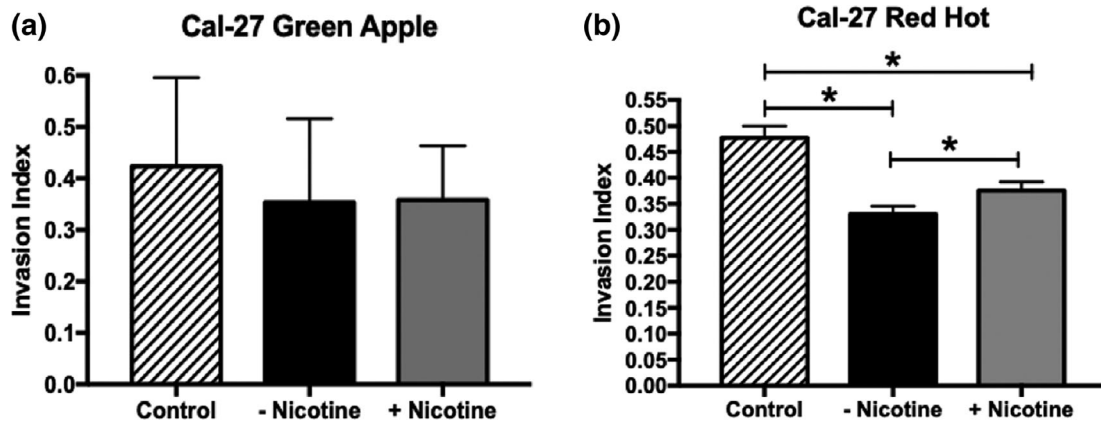 (a)
Cal-27 Green Apple
Invasion Index
0.6
0.5
0.4
0.3
0.2
0.1
0.0
Control
- Nicotine
+ Nicotine
(b)
Cal-27 Red Hot
Invasion Index
0.55
0.50
0.45
0.40
0.35
0.30
0.25
0.20
0.15
0.10
0.05
0.00
*
*
*
Control
- Nicotine
+ Nicotine